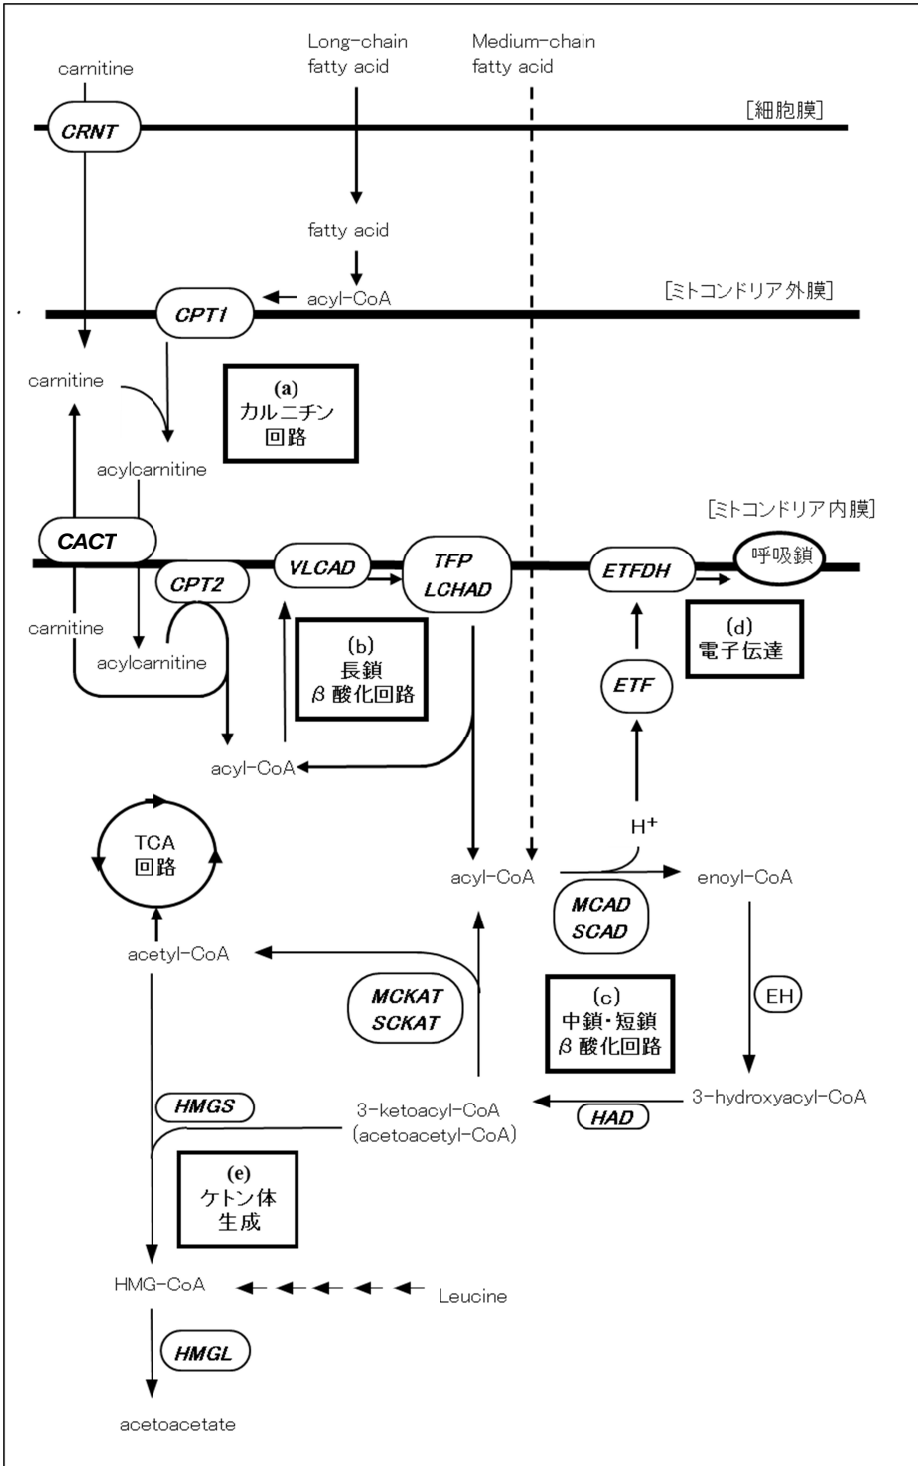 carnitine
Long-chain
fatty acid
Medium-chain
fatty acid
[細胞膜]
CRNT
fatty acid
acyl-CoA
[ミトコンドリア外膜]
CPT1
carnitine
(a)
カルニチン
回路
acylcarnitine
[ミトコンドリア内膜]
CACT
CPT2
VLCAD
TFP
LCHAD
ETFDH
呼吸鎖
carnitine
acylcarnitine
(b)
長鎖
β酸化回路
(d)
電子伝達
ETF
acyl-CoA
H+
TCA
回路
acyl-CoA
enoyl-CoA
MCAD
SCAD
acetyl-CoA
MCKAT
SCKAT
(c)
中鎖・短鎖
β酸化回路
EH
3-hydroxyacyl-CoA
HAD
3-ketoacyl-CoA
(acetoacetyl-CoA)
HMGS
(e)
ケトン体
生成
HMG-CoA
Leucine
HMGL
acetoacetate